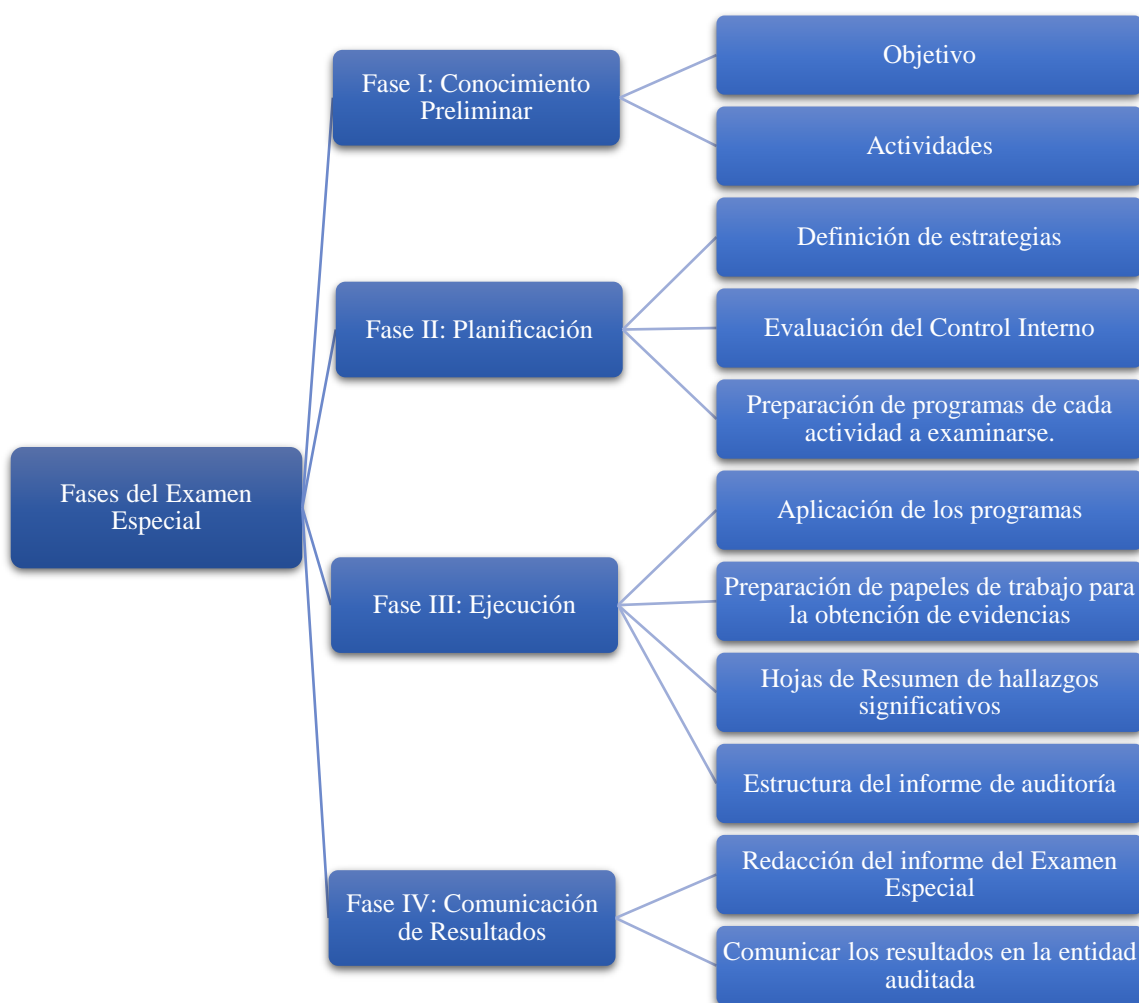 Fases del Examen
Especial
Fase I: Conocimiento
Preliminar
Objetivo
Actividades
Fase II: Planificación
Definición de estrategias
Evaluación del Control Interno
Preparación de programas de cada
actividad a examinarse.
Fase III: Ejecución
Aplicación de los programas
Preparación de papeles de trabajo para
la obtención de evidencias
Hojas de Resumen de hallazgos
significativos
Estructura del informe de auditoría
Fase IV: Comunicación
de Resultados
Redacción del informe del Examen
Especial
Comunicar los resultados en la entidad
auditada